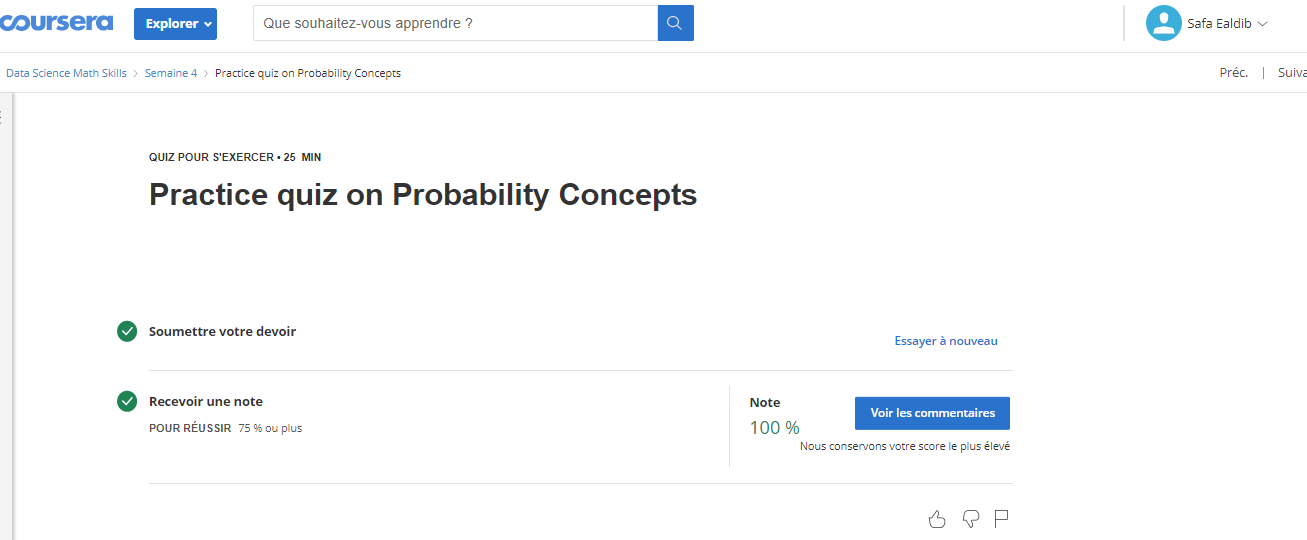 coursera
Explorer
Que souhaitez-vous apprendre ?
Safa Ealdib
Data Science Math Skills > Semaine 4 > Practice quiz on Probability Concepts
Préc. | Suiva
QUIZ POUR S'EXERCER • 25 MIN
Practice quiz on Probability Concepts
Soumettre votre devoir
Essayer à nouveau
Recevoir une note
POUR RÉUSSIR 75 % ou plus
Note
100 %
Voir les commentaires
Nous conservons votre score le plus élevé